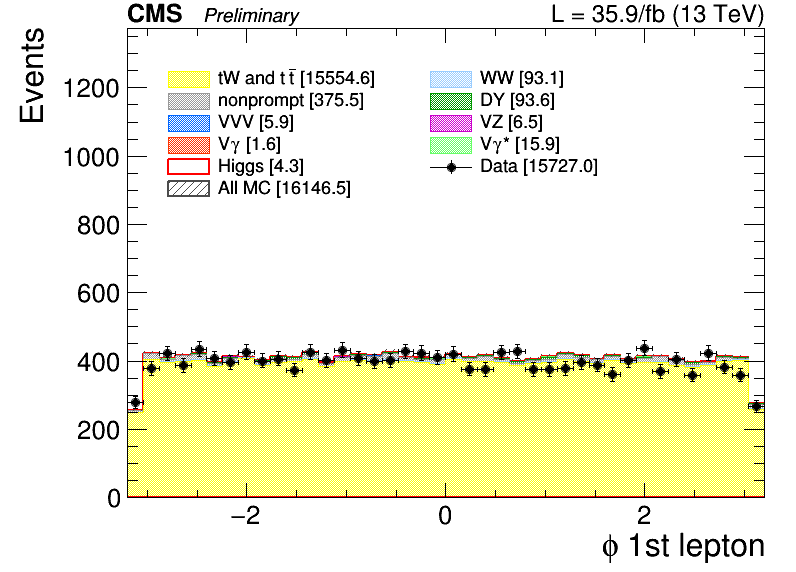 CMS Preliminary L = 35.9/fb (13 TeV)
Events
1200
1000
800
600
400
200
0
tW and t t̄ [15554.6]
nonprompt [375.5]
VVV [5.9]
Vγ [1.6]
Higgs [4.3]
All MC [16146.5]
WW [93.1]
DY [93.6]
VZ [6.5]
Vγ* [15.9]
Data [15727.0]
−2 0 2
ϕ 1st lepton